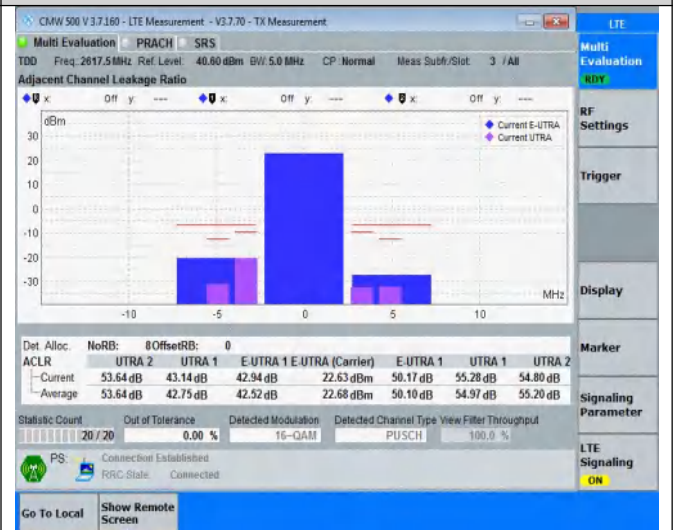 CMW 500 V 3.7.160 - LTE Measurement - V3.7.70 - TX Measurement
LTE
Multi Evaluation PRACH SRS
Multi Evaluation
RDY
TDD Freq: 2617.5 MHz Ref. Level: 40.60 dBm BW: 5.0 MHz CP: Normal Meas Subfr./Slot: 3 / All
Adjacent Channel Leakage Ratio
x: Off y: --- x: Off y: --- x: Off y: ---
dBm
Current E-UTRA
Current UTRA
30
20
10
0
-10
-20
-30
MHz
-10 -5 0 5 10
RF Settings
Trigger
Display
Marker
Signaling Parameter
LTE Signaling
ON
Det. Alloc. NoRB: 8 OffsetRB: 0
ACLR UTRA 2 UTRA 1 E-UTRA 1 E-UTRA (Carrier) E-UTRA 1 UTRA 1 UTRA 2
Current 53.64 dB 43.14 dB 42.94 dB 22.63 dBm 50.17 dB 55.28 dB 54.80 dB
Average 53.64 dB 42.75 dB 42.52 dB 22.68 dBm 50.10 dB 54.97 dB 55.20 dB
Statistic Count Out of Tolerance Detected Modulation Detected Channel Type View Filter Throughput
20 / 20 0.00 % 16-QAM PUSCH 100.0 %
PS: Connection Established
RRC State Connected
Go To Local
Show Remote Screen